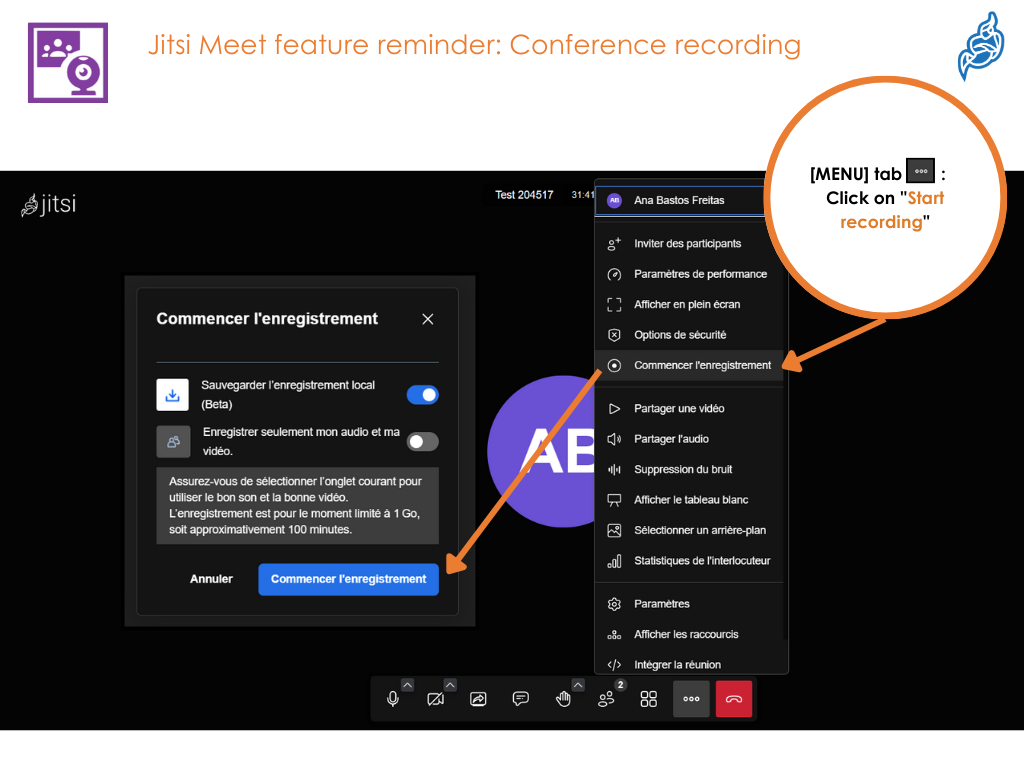 Jitsi Meet feature reminder: Conference recording
[MENU] tab :
Click on "Start
recording"
jitsi
Test 204517
31:41
AB
Ana Bastos Freitas
Inviter des participants
Paramètres de performance
Afficher en plein écran
Options de sécurité
Commencer l'enregistrement
Partager une vidéo
Partager l'audio
Suppression du bruit
Afficher le tableau blanc
Sélectionner un arrière-plan
Statistiques de l'interlocuteur
Paramètres
Afficher les raccourcis
Intégrer la réunion
Commencer l'enregistrement
Sauvegarder l'enregistrement local
(Beta)
Enregistrer seulement mon audio et ma
vidéo.
Assurez-vous de sélectionner l'onglet courant pour
utiliser le bon son et la bonne vidéo.
L'enregistrement est pour le moment limité à 1 Go,
soit approximativement 100 minutes.
Annuler
Commencer l'enregistrement
AB
2